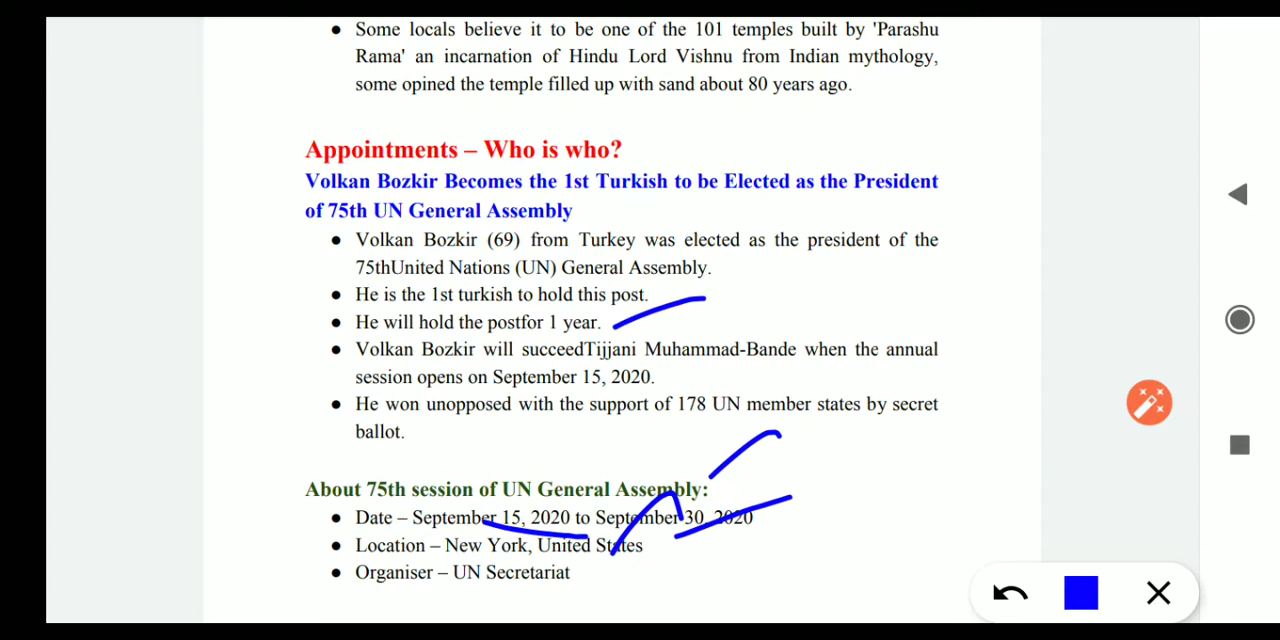 Some locals believe it to be one of the 101 temples built by 'Parashu
Rama' an incarnation of Hindu Lord Vishnu from Indian mythology,
some opined the temple filled up with sand about 80 years ago.
Appointments – Who is who?
Volkan Bozkir Becomes the 1st Turkish to be Elected as the President
of 75th UN General Assembly
Volkan Bozkir (69) from Turkey was elected as the president of the
75thUnited Nations (UN) General Assembly.
He is the 1st turkish to hold this post.
He will hold the postfor 1 year.
Volkan Bozkir will succeedTijjani Muhammad-Bande when the annual
session opens on September 15, 2020.
He won unopposed with the support of 178 UN member states by secret
ballot.
About 75th session of UN General Assembly:
Date – September 15, 2020 to September 30, 2020
Location – New York, United States
Organiser – UN Secretariat